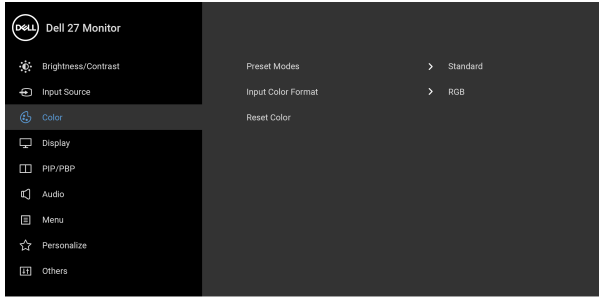 DELL Dell 27 Monitor
Brightness/Contrast
Preset Modes Standard
Input Source
Input Color Format RGB
Color
Reset Color
Display
PIP/PBP
Audio
Menu
Personalize
Others